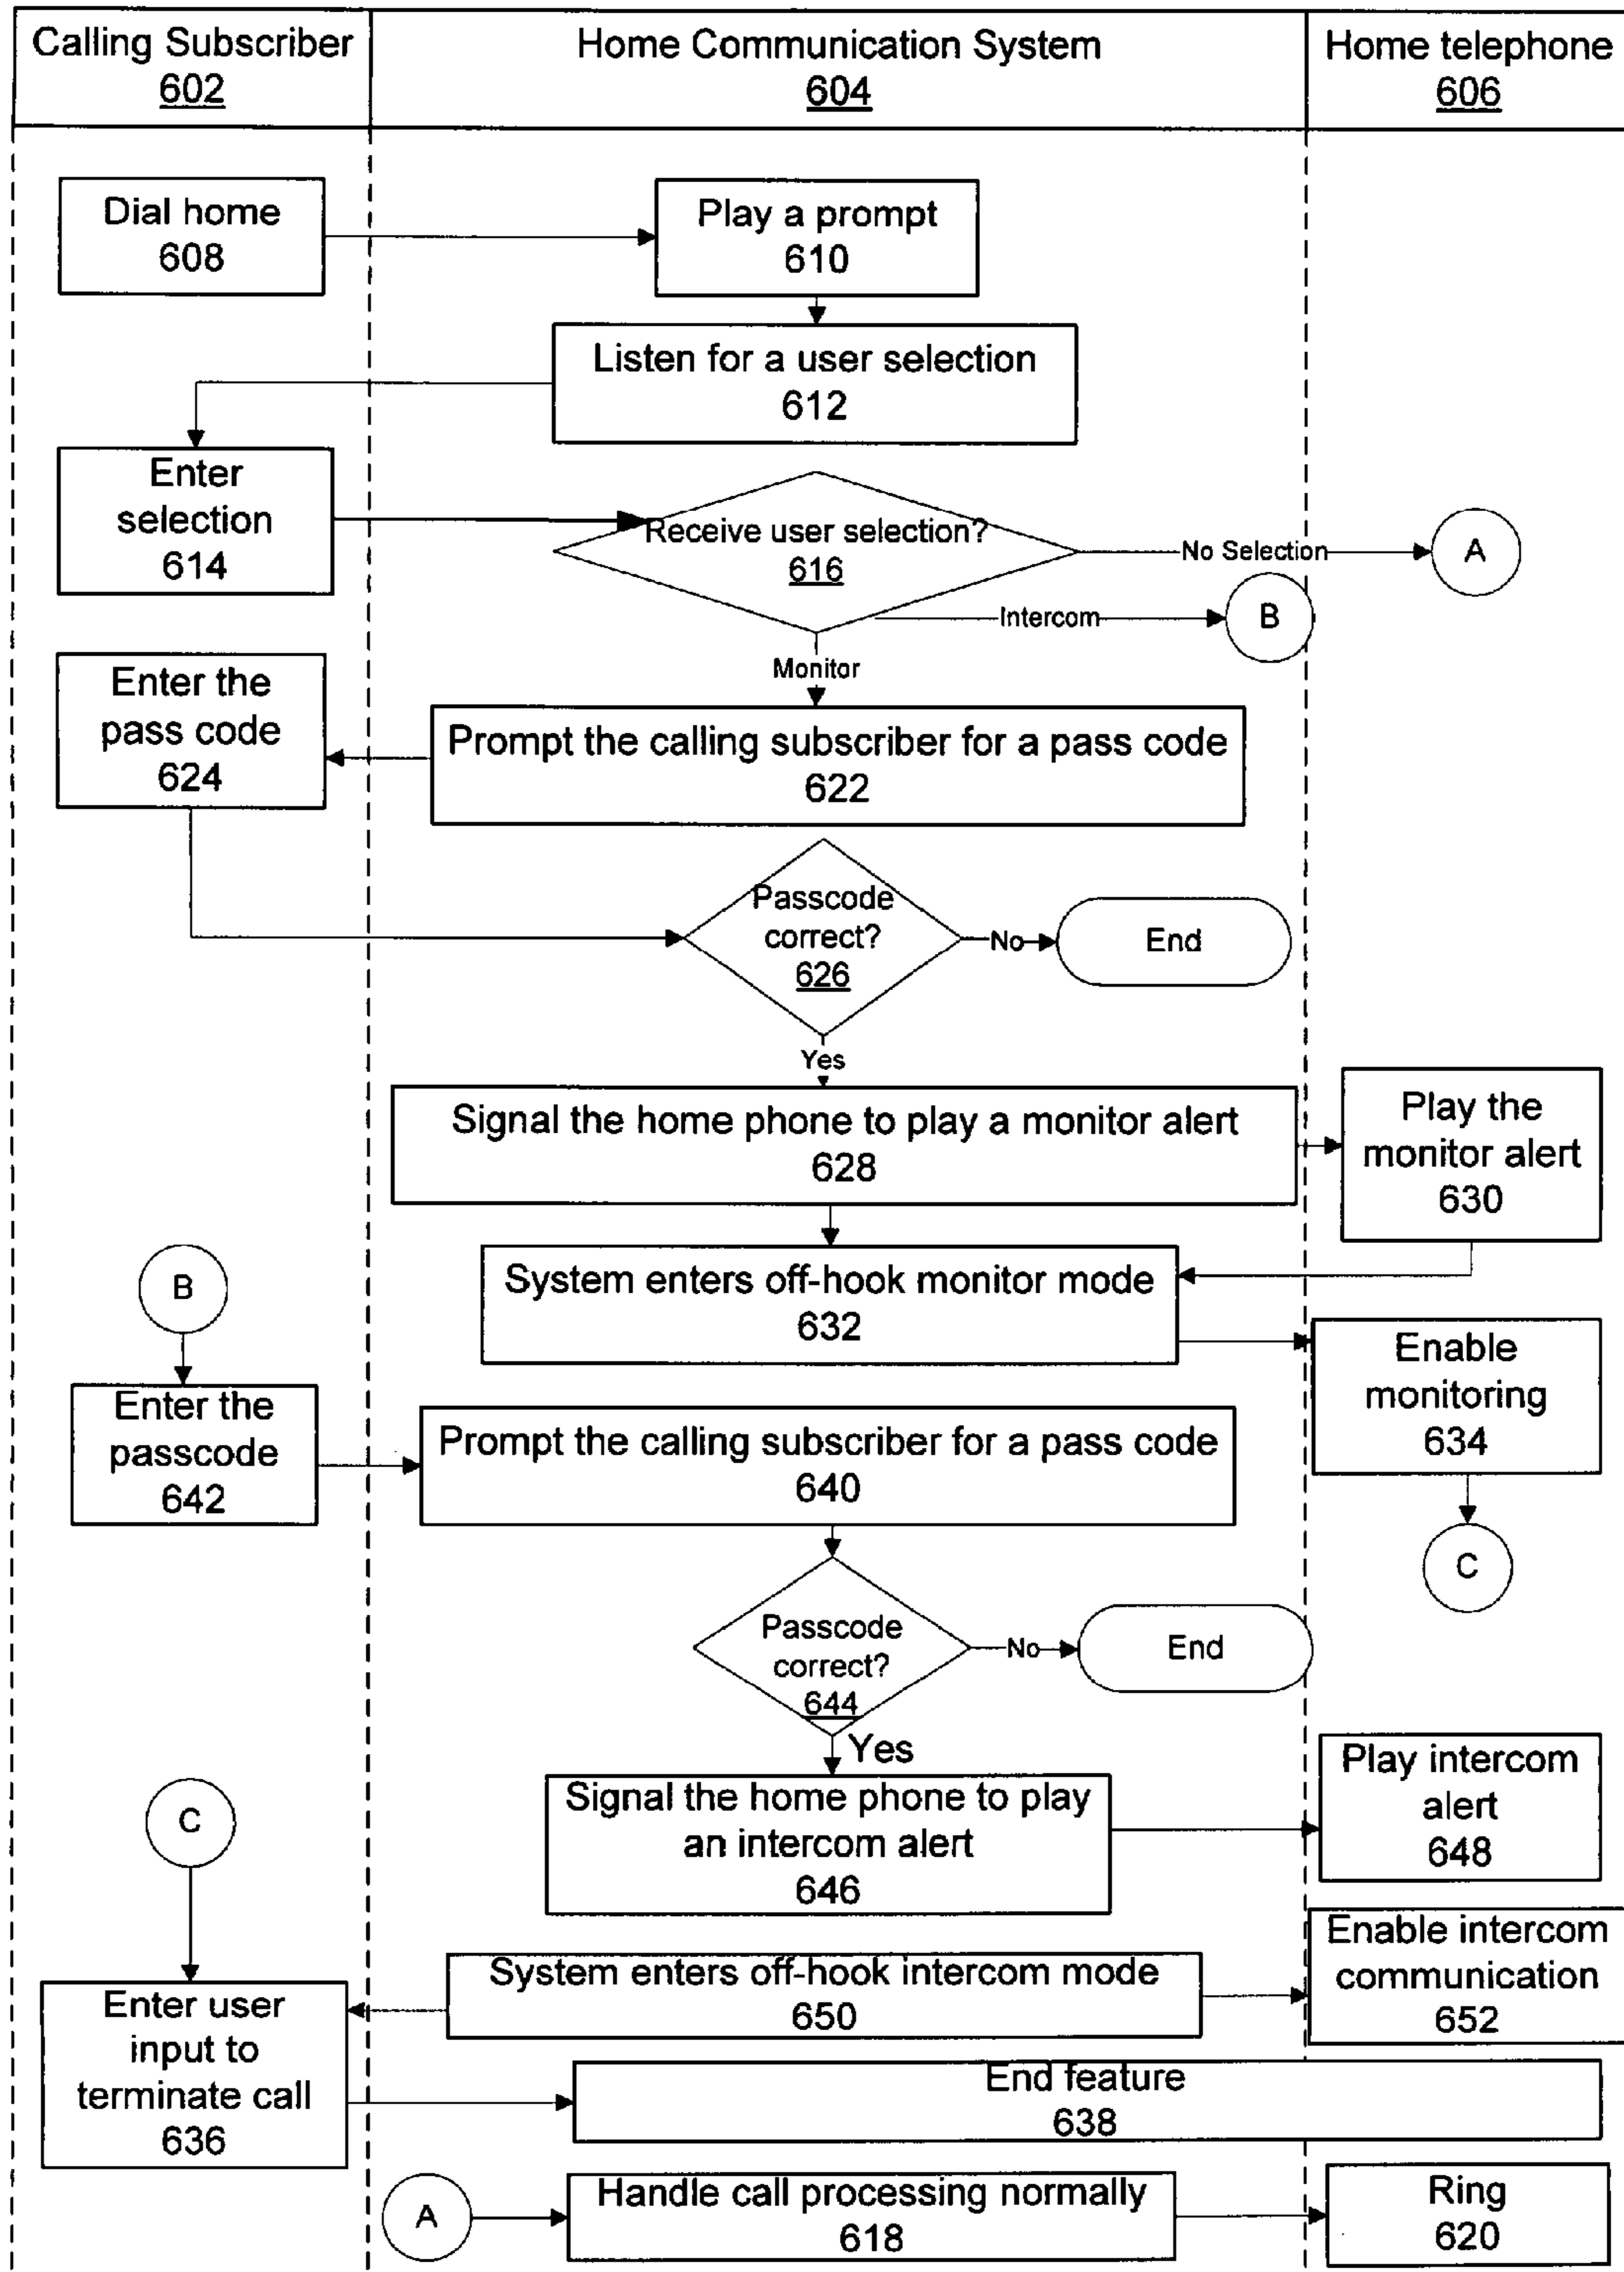 Calling Subscriber
602
Home Communication System
604
Home telephone
606
Dial home
608
Play a prompt
610
Listen for a user selection
612
Enter
selection
614
Receive user selection?
616
No Selection
A
Intercom
B
Monitor
Enter the
pass code
624
Prompt the calling subscriber for a pass code
622
Passcode
correct?
626
No
End
Yes
Signal the home phone to play a monitor alert
628
Play the
monitor alert
630
B
System enters off-hook monitor mode
632
Enable
monitoring
634
Enter the
passcode
642
Prompt the calling subscriber for a pass code
640
C
Passcode
correct?
644
No
End
Yes
Signal the home phone to play
an intercom alert
646
Play intercom
alert
648
C
System enters off-hook intercom mode
650
Enable intercom
communication
652
Enter user
input to
terminate call
636
End feature
638
A
Handle call processing normally
618
Ring
620